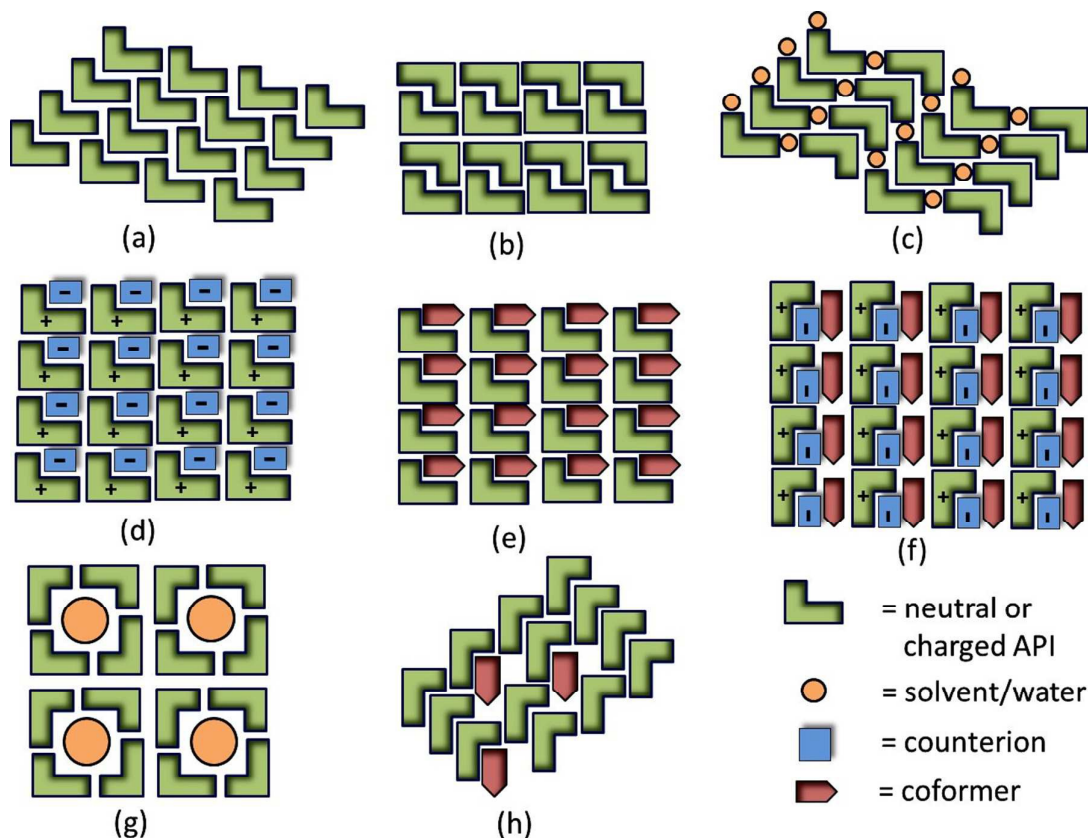 (a)
(b)
(c)
- - - -
+ + + +
- - - -
+ + + +
- - - -
+ + + +
- - - -
+ + + +
(d)
(e)
+ - + - + - + -
+ - + - + - + -
+ - + - + - + -
+ - + - + - + -
(f)
(g)
(h)
= neutral or
charged API
= solvent/water
= counterion
= coformer